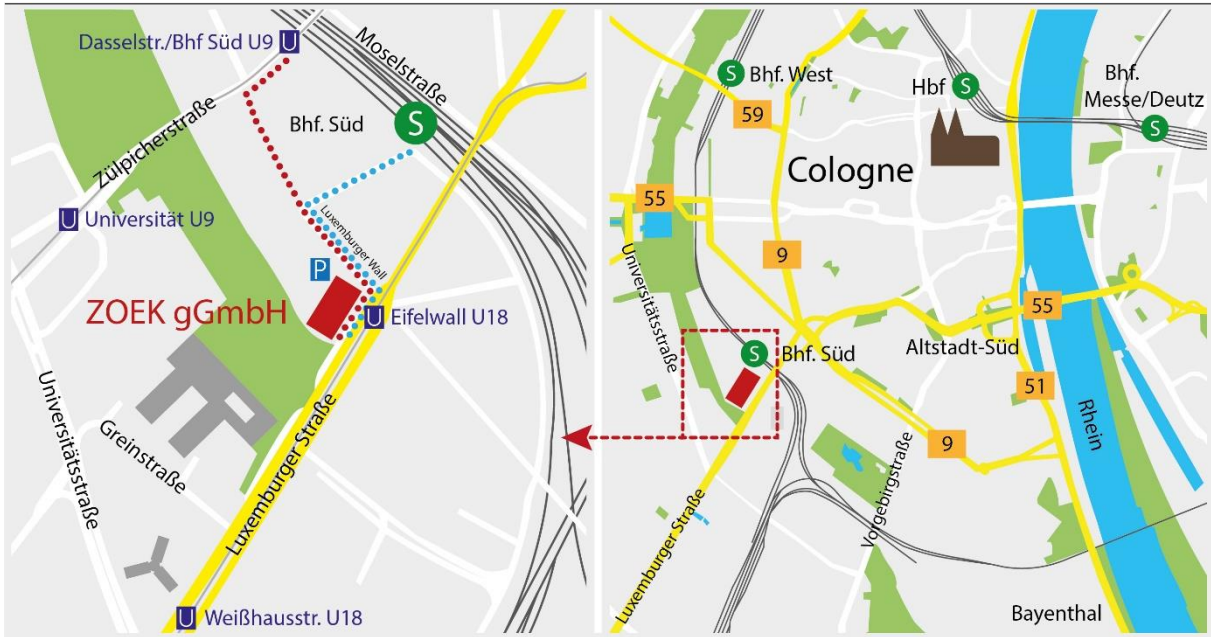 Dasselstr./Bhf Süd U9
U
Moselstraße
Bhf. Süd
S
Zülpicherstraße
U
Universität U9
Luxemburger Wall
P
ZOEK gGmbH
U
Eifelwall U18
Universitätsstraße
Greinstraße
Luxemburger Straße
U
Weißhausstr. U18
S
Bhf. West
Hbf
S
Bhf.
Messe/Deutz
S
59
Cologne
55
9
Universitätsstraße
55
S
Bhf. Süd
Altstadt-Süd
51
Rhein
9
Vorgebirgstraße
Luxemburger Straße
Bayenthal